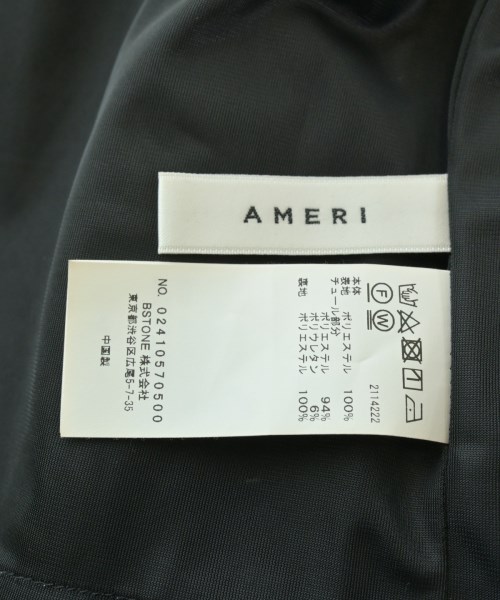 AMERI
Ⓕ Ⓦ
2114222
本体
表地 ポリエステル 100%
チュール部分
ポリエステル 94%
ポリウレタン 6%
裏地 ポリエステル 100%
NO. 024110570500
BSTONE 株式会社
東京都渋谷区広尾5-7-35
中国製